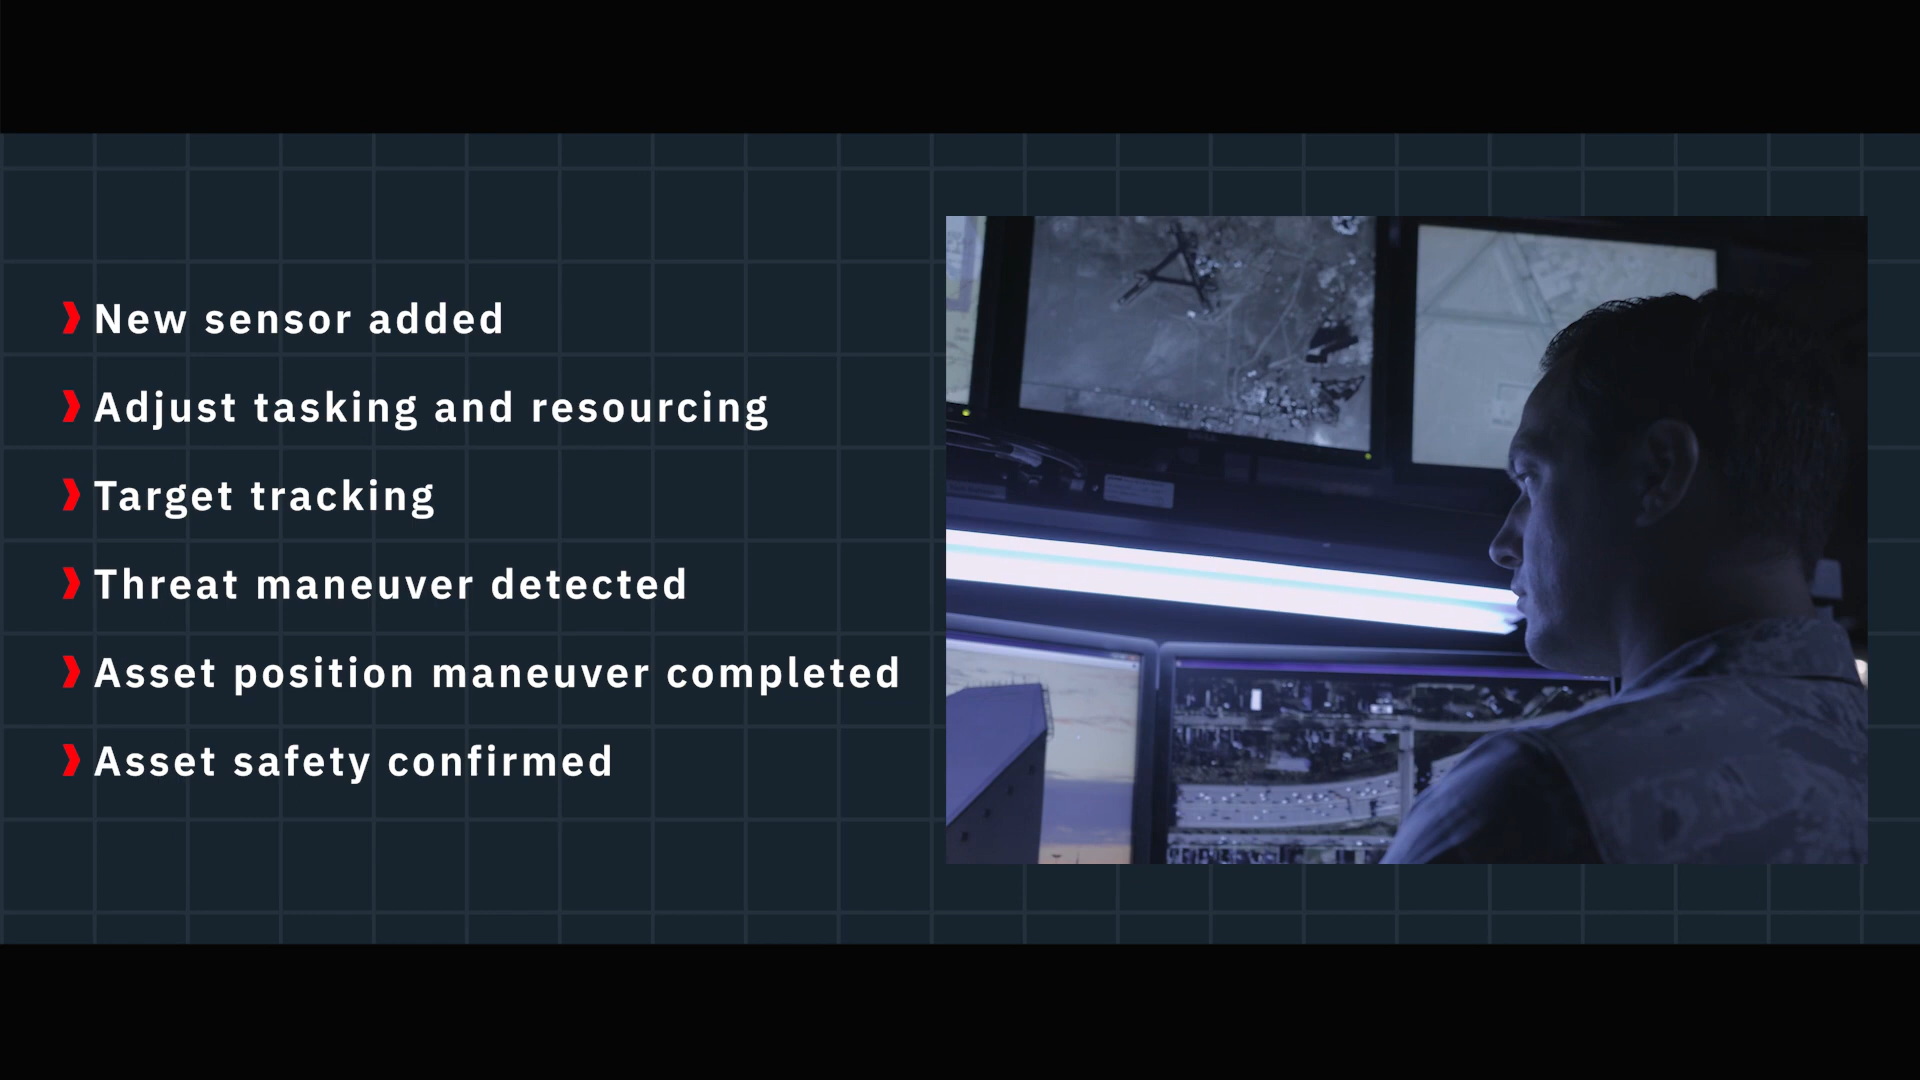 New sensor added
Adjust tasking and resourcing
Target tracking
Threat maneuver detected
Asset position maneuver completed
Asset safety confirmed